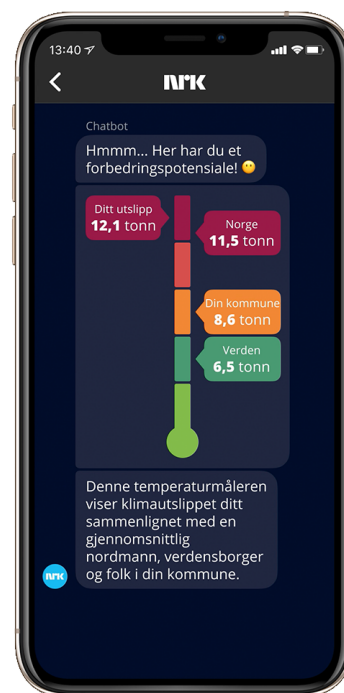 13:40
NRK
Chatbot
Hmmm... Her har du et
forbedringspotensiale! 😶
Ditt utslipp
12,1 tonn
Norge
11,5 tonn
Din kommune
8,6 tonn
Verden
6,5 tonn
Denne temperaturmåleren
viser klimautslippet ditt
sammenlignet med en
gjennomsnittlig
nordmann, verdensborger
og folk i din kommune.
NRK